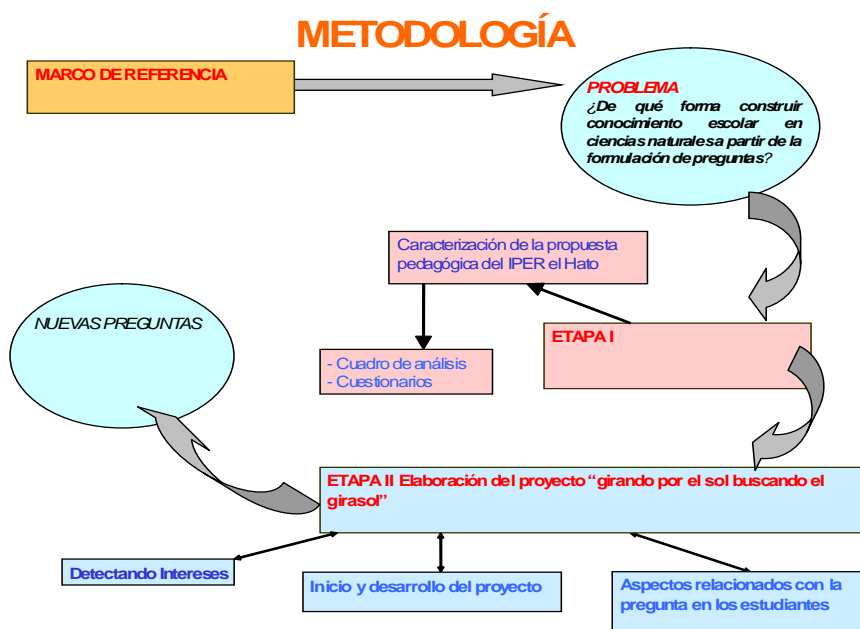 METODOLOGÍA
MARCO DE REFERENCIA
PROBLEMA
¿De qué forma construir
conocimiento escolar en
ciencias naturalesa partir de la
formulación de preguntas?
Caracterización de la propuesta
pedagógica del IPER el Hato
NUEVAS PREGUNTAS
ETAPA I
- Cuadro de análisis
- Cuestionarios
ETAPA II Elaboración del proyecto “girando por el sol buscando el
girasol”
Detectando Intereses
Inicio y desarrollo del proyecto
Aspectos relacionados con la
pregunta en los estudiantes